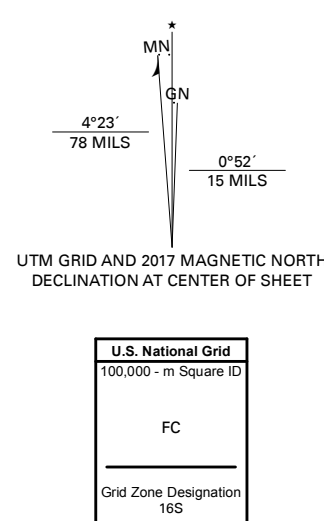 MN
GN
4°23´
78 MILS
0°52´
15 MILS
UTM GRID AND 2017 MAGNETIC NORTH
DECLINATION AT CENTER OF SHEET
U.S. National Grid
100,000 - m Square ID
FC
Grid Zone Designation
16S